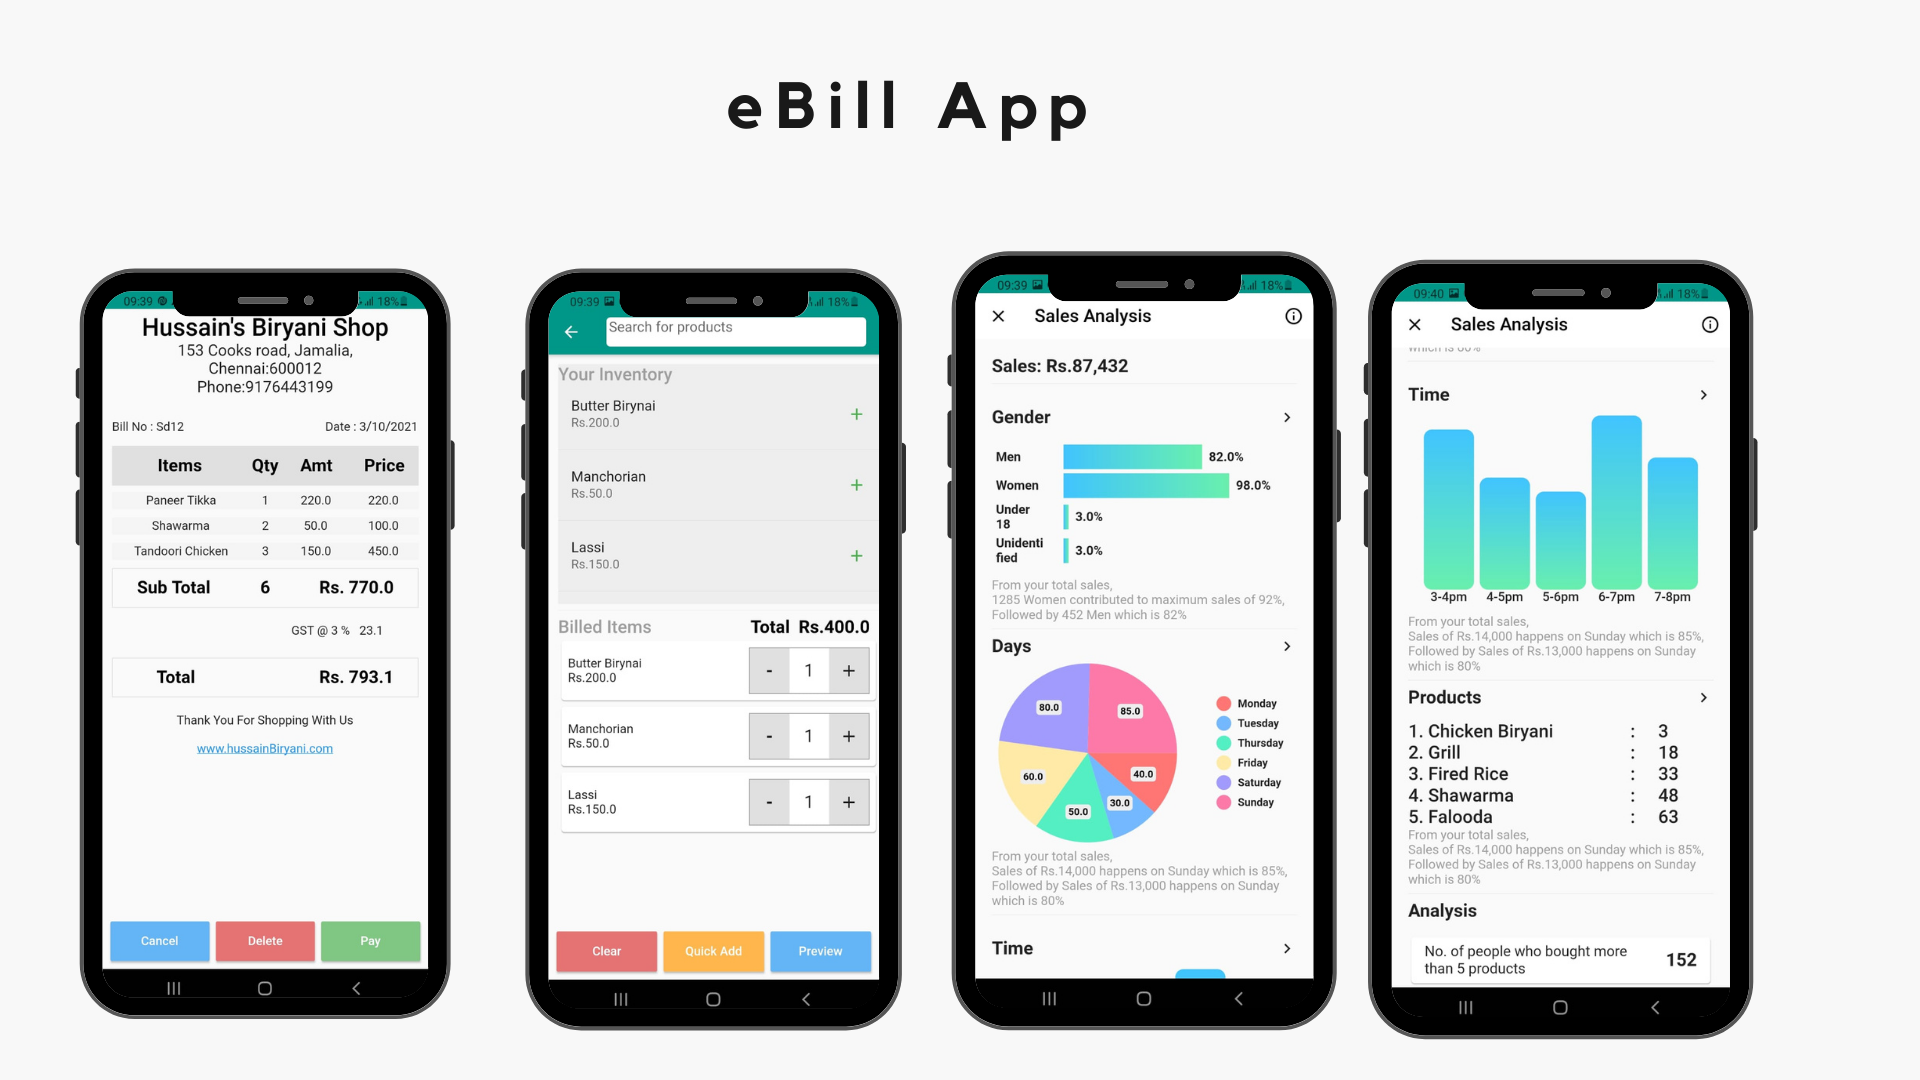 eBill App
09:39 18%
Hussain's Biryani Shop
153 Cooks road, Jamalia,
Chennai:600012
Phone:9176443199
Bill No : Sd12 Date : 3/10/2021
Items Qty Amt Price
Paneer Tikka 1 220.0 220.0
Shawarma 2 50.0 100.0
Tandoori Chicken 3 150.0 450.0
Sub Total 6 Rs. 770.0
GST @ 3 % 23.1
Total Rs. 793.1
Thank You For Shopping With Us
www.hussainBiryani.com
Cancel Delete Pay
09:39 18%
Search for products
Your Inventory
Butter Birynai
Rs.200.0
+
Manchorian
Rs.50.0
+
Lassi
Rs.150.0
+
Billed Items Total Rs.400.0
Butter Birynai
Rs.200.0
- 1 +
Manchorian
Rs.50.0
- 1 +
Lassi
Rs.150.0
- 1 +
Clear Quick Add Preview
09:39 18%
Sales Analysis
Sales: Rs.87,432
Gender
Men 82.0%
Women 98.0%
Under
18
3.0%
Unidenti
fied
3.0%
From your total sales,
1285 Women contributed to maximum sales of 92%,
Followed by 452 Men which is 82%
Days
80.0
85.0
60.0
40.0
30.0
50.0
Monday
Tuesday
Thursday
Friday
Saturday
Sunday
From your total sales,
Sales of Rs.14,000 happens on Sunday which is 85%,
Followed by Sales of Rs.13,000 happens on Sunday
which is 80%
Time
09:40 18%
Sales Analysis
which is 80%
Time
3-4pm 4-5pm 5-6pm 6-7pm 7-8pm
From your total sales,
Sales of Rs.14,000 happens on Sunday which is 85%,
Followed by Sales of Rs.13,000 happens on Sunday
which is 80%
Products
1. Chicken Biryani : 3
2. Grill : 18
3. Fired Rice : 33
4. Shawarma : 48
5. Falooda : 63
From your total sales,
Sales of Rs.14,000 happens on Sunday which is 85%,
Followed by Sales of Rs.13,000 happens on Sunday
which is 80%
Analysis
No. of people who bought more
than 5 products
152